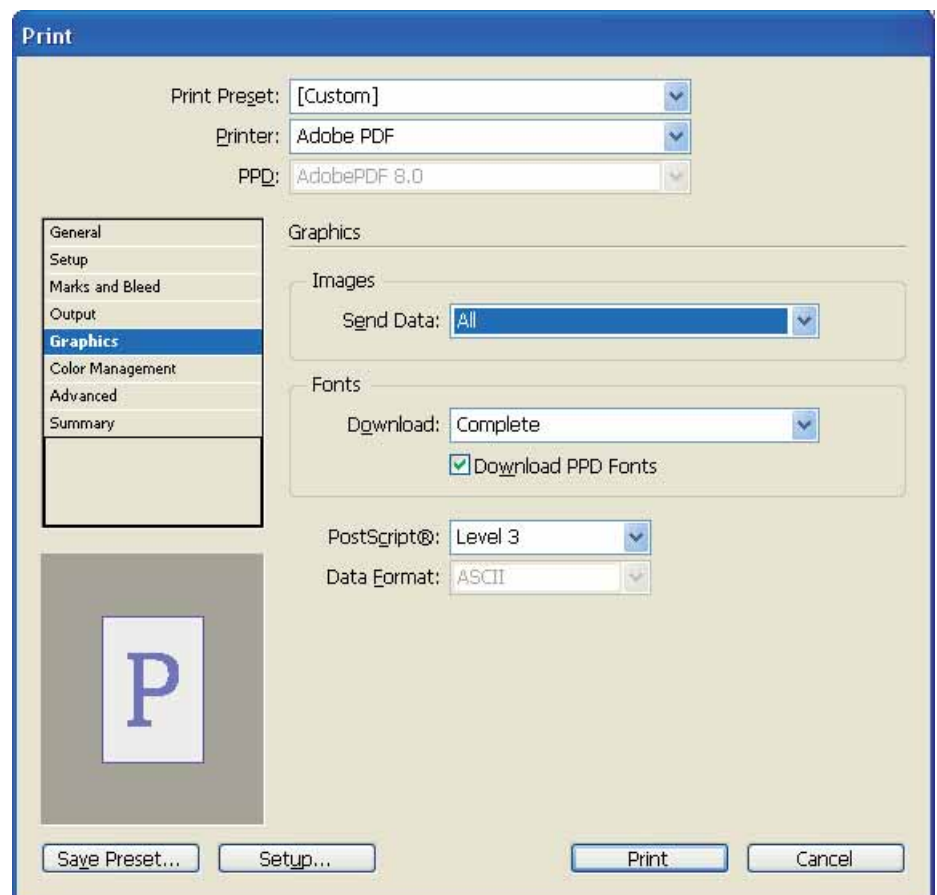 Print
Print Preset: [Custom]
Printer: Adobe PDF
PPD: AdobePDF 8.0
General
Setup
Marks and Bleed
Output
Graphics
Color Management
Advanced
Summary
Graphics
Images
Send Data: All
Fonts
Download: Complete
Download PPD Fonts
PostScript®: Level 3
Data Format: ASCII
P
Save Preset... Setup... Print Cancel